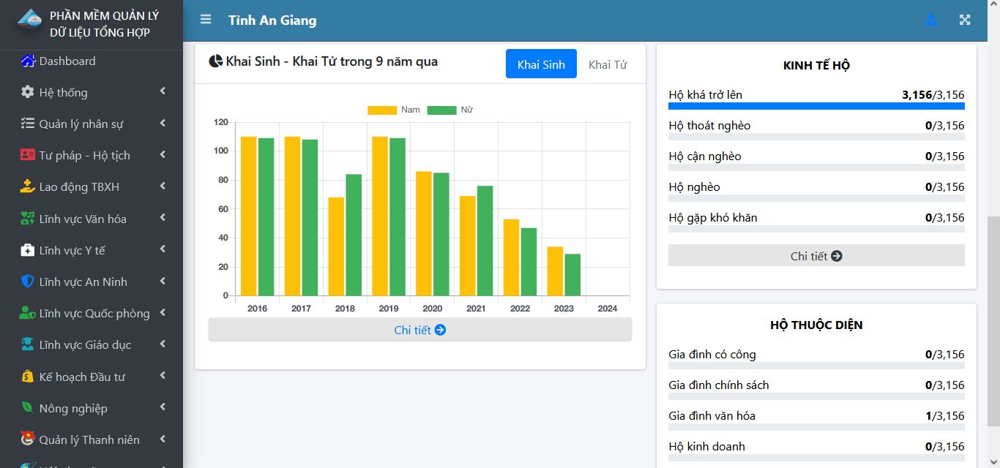 PHẦN MỀM QUẢN LÝ
DỮ LIỆU TỔNG HỢP
Dashboard
Hệ thống
Quản lý nhân sự
Tư pháp - Hộ tịch
Lao động TBXH
Lĩnh vực Văn hóa
Lĩnh vực Y tế
Lĩnh vực An Ninh
Lĩnh vực Quốc phòng
Lĩnh vực Giáo dục
Kế hoạch Đầu tư
Nông nghiệp
Quản lý Thanh niên
Tỉnh An Giang
Khai Sinh - Khai Tử trong 9 năm qua
Khai Sinh
Khai Tử
Nam Nữ
120
100
80
60
40
20
0
2016 2017 2018 2019 2020 2021 2022 2023 2024
Chi tiết
KINH TẾ HỘ
Hộ khá trở lên 3,156/3,156
Hộ thoát nghèo 0/3,156
Hộ cận nghèo 0/3,156
Hộ nghèo 0/3,156
Hộ gặp khó khăn 0/3,156
Chi tiết
HỘ THUỘC DIỆN
Gia đình có công 0/3,156
Gia đình chính sách 0/3,156
Gia đình văn hóa 1/3,156
Hộ kinh doanh 0/3,156